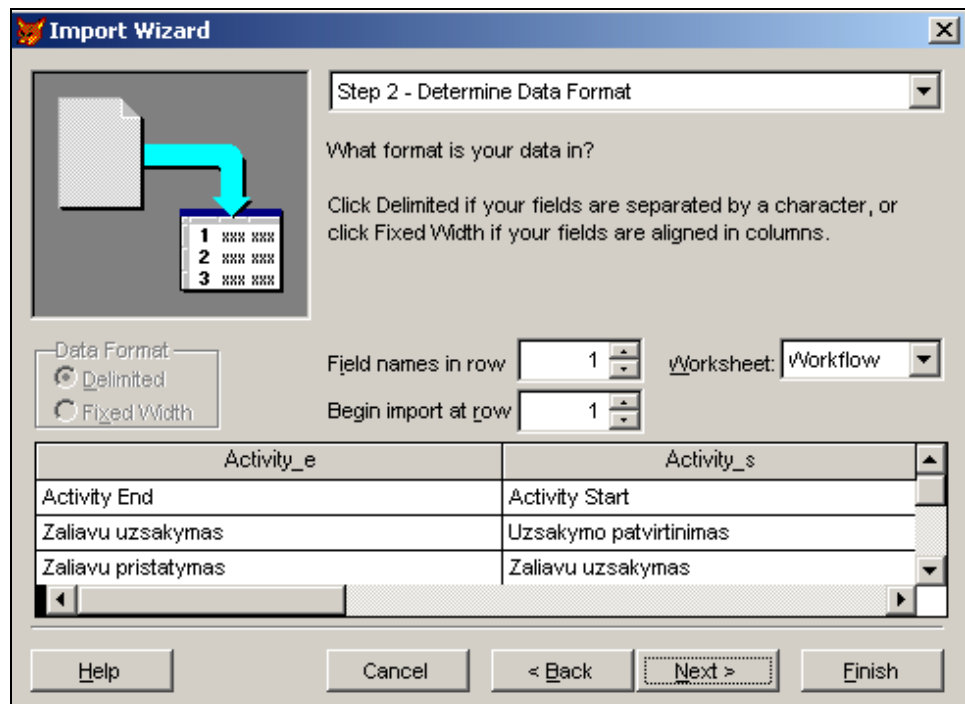 Import Wizard
Step 2 - Determine Data Format
What format is your data in?
Click Delimited if your fields are separated by a character, or
click Fixed Width if your fields are aligned in columns.
1 xxx xxx
2 xxx xxx
3 xxx xxx
Data Format
Delimited
Fixed Width
Field names in row 1
Worksheet: Workflow
Begin import at row 1
Activity_e Activity_s
Activity End Activity Start
Zaliavu uzsakymas Uzsakymo patvirtinimas
Zaliavu pristatymas Zaliavu uzsakymas
Help Cancel < Back Next > Finish